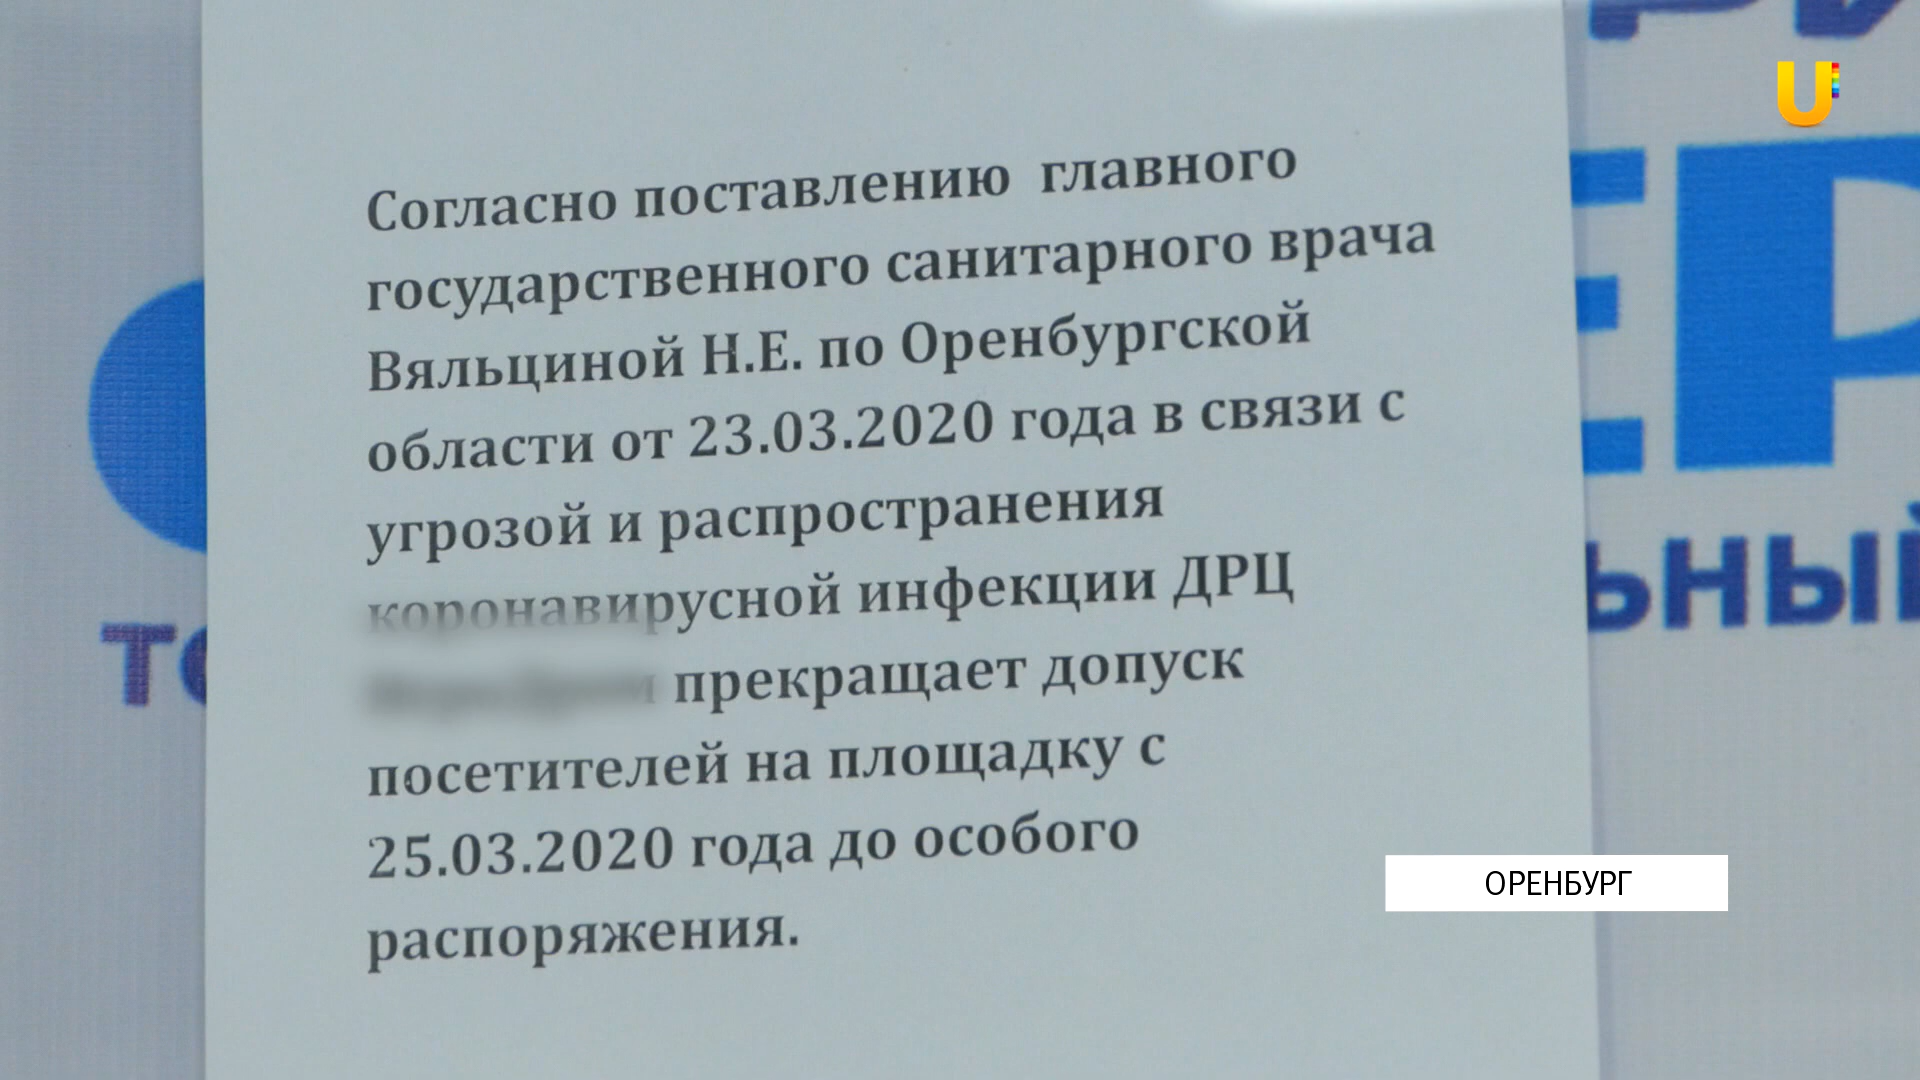 Согласно поставлению главного
государственного санитарного врача
Вяльциной Н.Е. по Оренбургской
области от 23.03.2020 года в связи с
угрозой и распространения
коронавирусной инфекции ДРЦ
прекращает допуск
посетителей на площадку с
25.03.2020 года до особого
распоряжения.
ОРЕНБУРГ
U